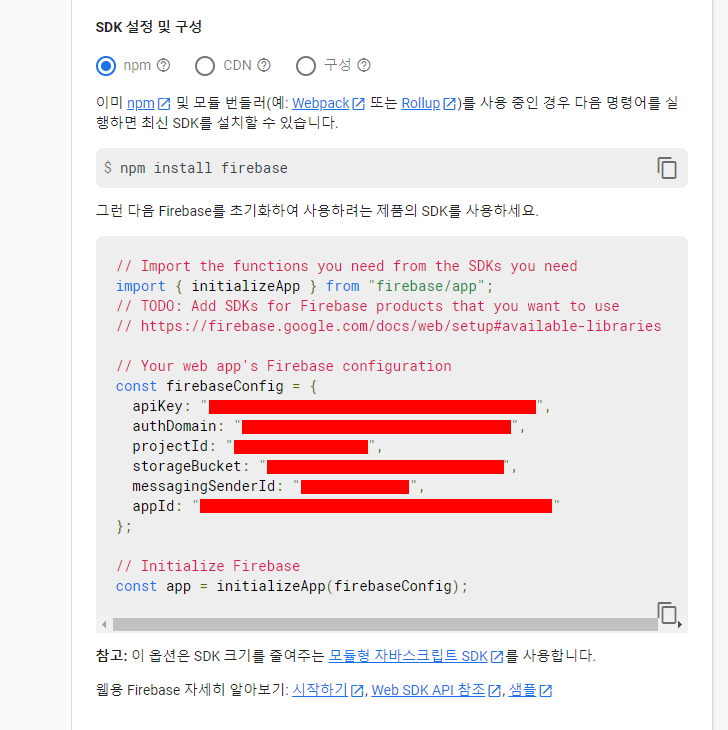 SDK 설정 및 구성
npm CDN 구성
이미 npm 및 모듈 번들러(예: Webpack 또는 Rollup)를 사용 중인 경우 다음 명령어를 실
행하면 최신 SDK를 설치할 수 있습니다.
$ npm install firebase
그런 다음 Firebase를 초기화하여 사용하려는 제품의 SDK를 사용하세요.
// Import the functions you need from the SDKs you need
import { initializeApp } from "firebase/app";
// TODO: Add SDKs for Firebase products that you want to use
// https://firebase.google.com/docs/web/setup#available-libraries
// Your web app's Firebase configuration
const firebaseConfig = {
apiKey: "",
authDomain: "",
projectId: "",
storageBucket: "",
messagingSenderId: "",
appId: ""
};
// Initialize Firebase
const app = initializeApp(firebaseConfig);
참고: 이 옵션은 SDK 크기를 줄여주는 모듈형 자바스크립트 SDK를 사용합니다.
웹용 Firebase 자세히 알아보기: 시작하기, Web SDK API 참조, 샘플